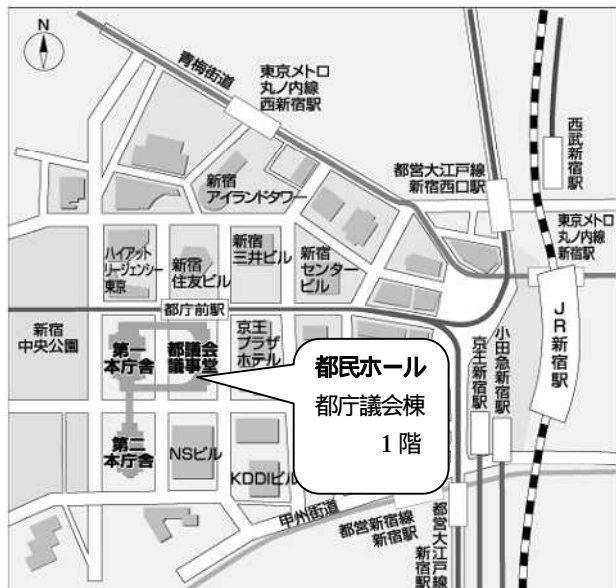 N
青梅街道
東京メトロ
丸ノ内線
西新宿駅
西武新宿駅
都営大江戸線
新宿西口駅
新宿
アイランドタワー
東京メトロ
丸ノ内線
新宿駅
ハイアット
リージェンシー
東京
新宿
住友ビル
新宿
三井ビル
新宿
センター
ビル
都庁前駅
新宿
中央公園
第一
本庁舎
都議会
議事堂
京王
プラザ
ホテル
都民ホール
都庁議会棟
1階
京王新宿駅
小田急新宿駅
JR新宿駅
第二
本庁舎
NSビル
KDDIビル
甲州街道
都営新宿線
新宿駅
都営大江戸線
新宿駅